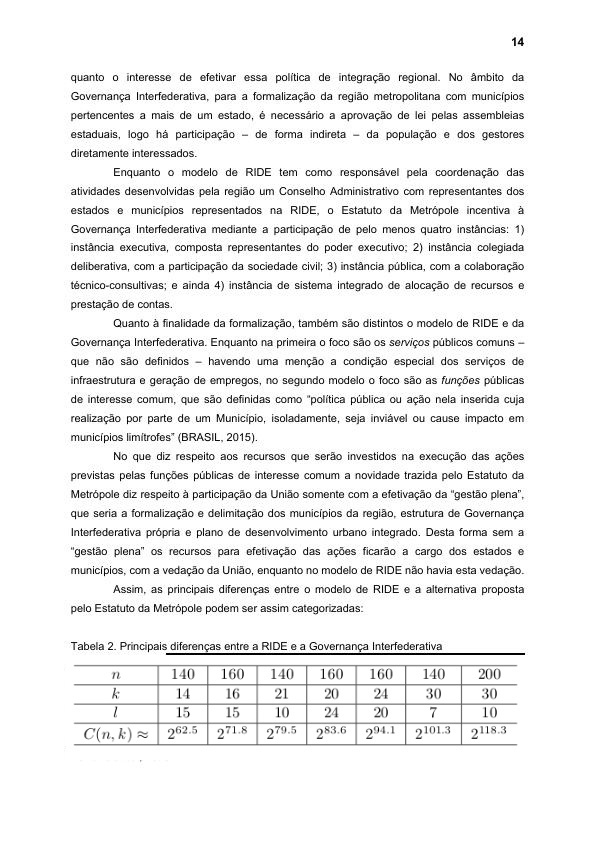 14
quanto o interesse de efetivar essa política de integração regional. No âmbito da
Governança Interfederativa, para a formalização da região metropolitana com municípios
pertencentes a mais de um estado, é necessário a aprovação de lei pelas assembleias
estaduais, logo há participação – de forma indireta – da população e dos gestores
diretamente interessados.
Enquanto o modelo de RIDE tem como responsável pela coordenação das
atividades desenvolvidas pela região um Conselho Administrativo com representantes dos
estados e municípios representados na RIDE, o Estatuto da Metrópole incentiva à
Governança Interfederativa mediante a participação de pelo menos quatro instâncias: 1)
instância executiva, composta representantes do poder executivo; 2) instância colegiada
deliberativa, com a participação da sociedade civil; 3) instância pública, com a colaboração
técnico-consultivas; e ainda 4) instância de sistema integrado de alocação de recursos e
prestação de contas.
Quanto à finalidade da formalização, também são distintos o modelo de RIDE e da
Governança Interfederativa. Enquanto na primeira o foco são os serviços públicos comuns –
que não são definidos – havendo uma menção a condição especial dos serviços de
infraestrutura e geração de empregos, no segundo modelo o foco são as funções públicas
de interesse comum, que são definidas como “política pública ou ação nela inserida cuja
realização por parte de um Município, isoladamente, seja inviável ou cause impacto em
municípios limítrofes” (BRASIL, 2015).
No que diz respeito aos recursos que serão investidos na execução das ações
previstas pelas funções públicas de interesse comum a novidade trazida pelo Estatuto da
Metrópole diz respeito à participação da União somente com a efetivação da “gestão plena”,
que seria a formalização e delimitação dos municípios da região, estrutura de Governança
Interfederativa própria e plano de desenvolvimento urbano integrado. Desta forma sem a
“gestão plena” os recursos para efetivação das ações ficarão a cargo dos estados e
municípios, com a vedação da União, enquanto no modelo de RIDE não havia esta vedação.
Assim, as principais diferenças entre o modelo de RIDE e a alternativa proposta
pelo Estatuto da Metrópole podem ser assim categorizadas:
Tabela 2. Principais diferenças entre a RIDE e a Governança Interfederativa
n 140 160 140 160 160 140 200
k 14 16 21 20 24 30 30
l 15 15 10 24 20 7 10
C(n, k) ≈ 2^62.5 2^71.8 2^79.5 2^83.6 2^94.1 2^101.3 2^118.3